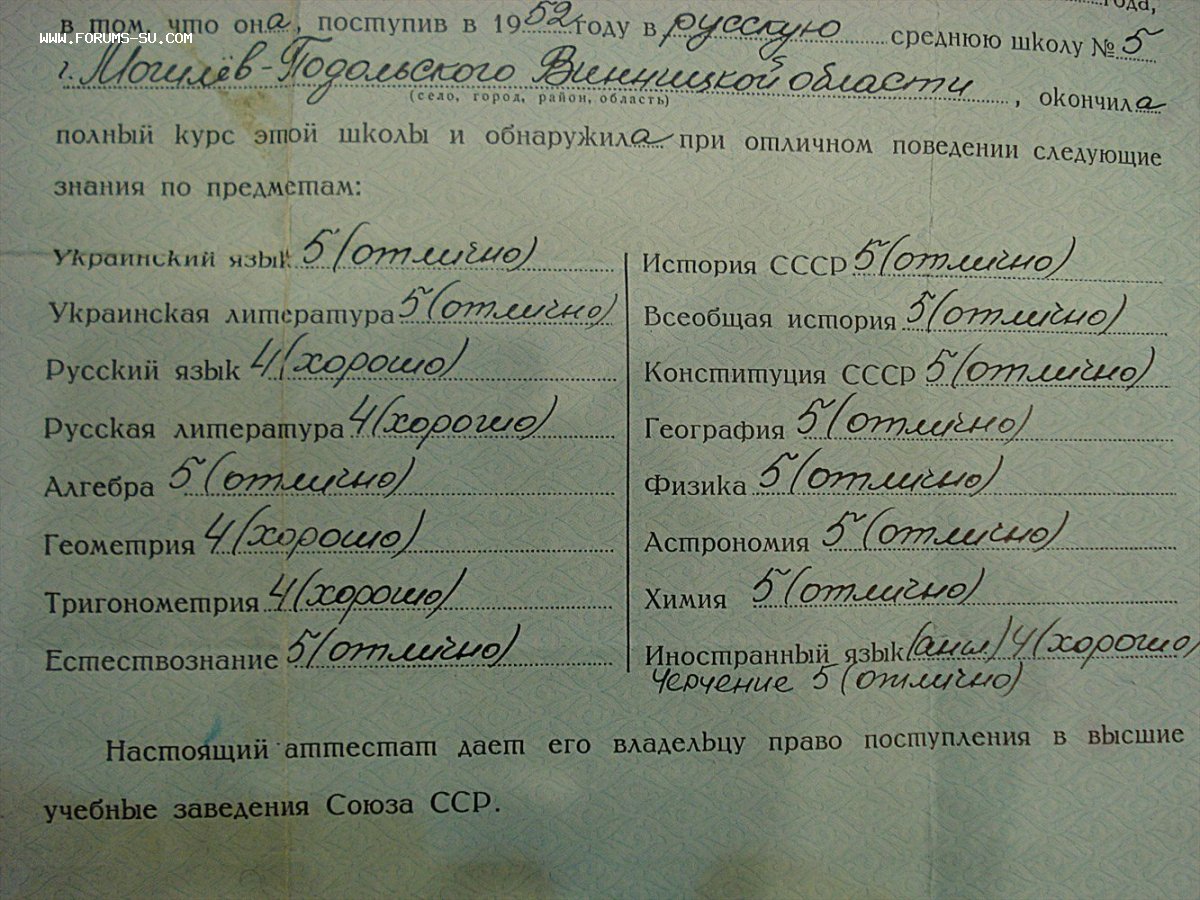 года,
www.forums-su.com
в том, что она, поступив в 1952 году в русскую среднюю школу № 5
г. Могилёв-Подольского Винницкой области, окончила
(село, город, район, область)
полный курс этой школы и обнаружила при отличном поведении следующие
знания по предметам:
Украинский язык 5 (отлично)
Украинская литература 5 (отлично)
Русский язык 4 (хорошо)
Русская литература 4 (хорошо)
Алгебра 5 (отлично)
Геометрия 4 (хорошо)
Тригонометрия 4 (хорошо)
Естествознание 5 (отлично)
История СССР 5 (отлично)
Всеобщая история 5 (отлично)
Конституция СССР 5 (отлично)
География 5 (отлично)
Физика 5 (отлично)
Астрономия 5 (отлично)
Химия 5 (отлично)
Иностранный язык (англ) 4 (хорошо)
Черчение 5 (отлично)
Настоящий аттестат дает его владельцу право поступления в высшие
учебные заведения Союза ССР.